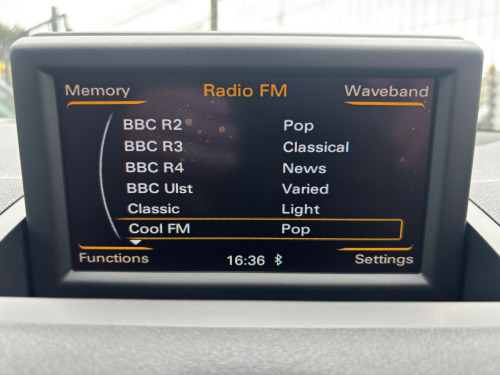 Memory Radio FM Waveband
BBC R2 Pop
BBC R3 Classical
BBC R4 News
BBC Ulst Varied
Classic Light
Cool FM Pop
Functions 16:36 Settings